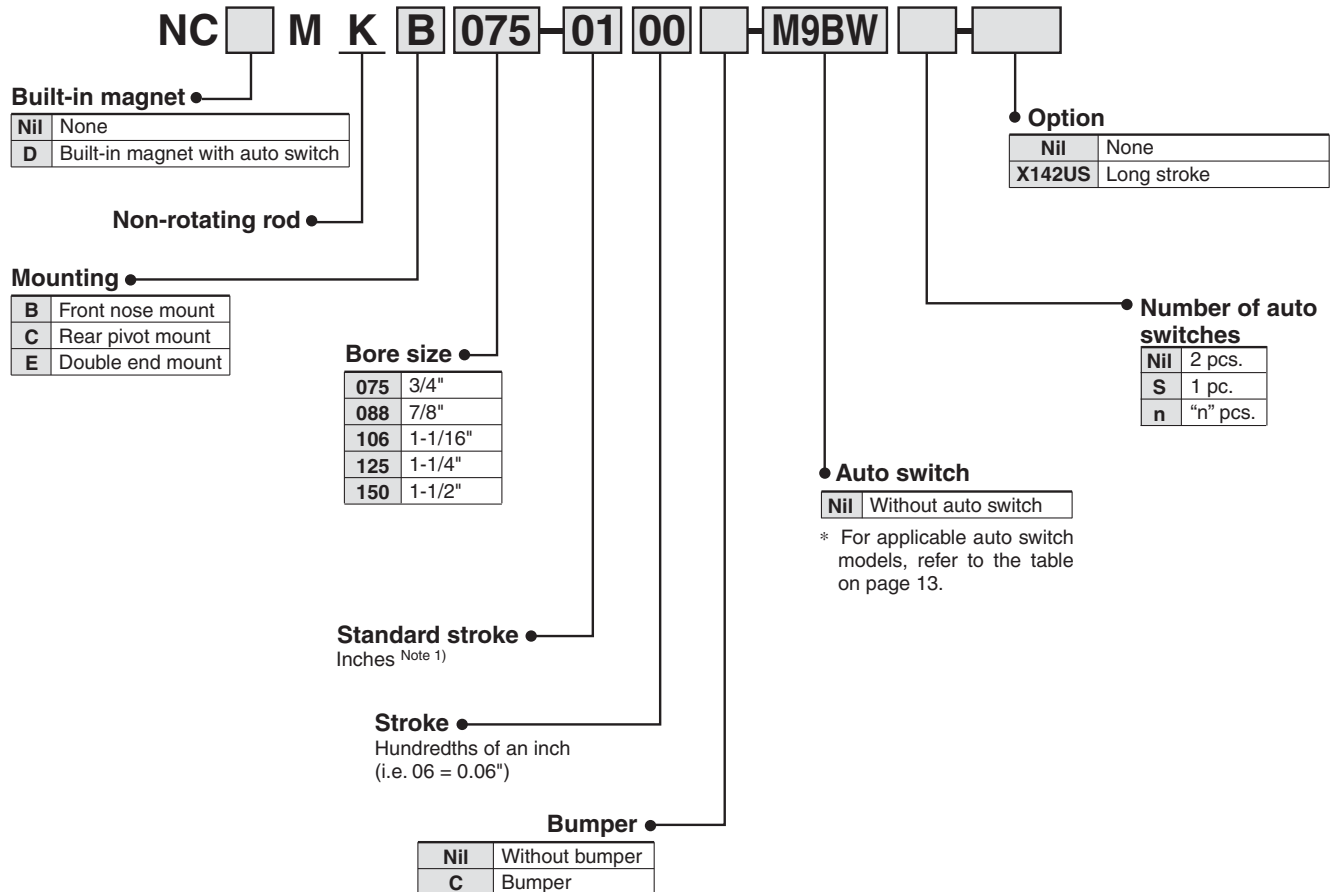 NC M K B 075-01 00 - M9BW -
Built-in magnet
Nil None
D Built-in magnet with auto switch
Non-rotating rod
Mounting
B Front nose mount
C Rear pivot mount
E Double end mount
Bore size
075 3/4"
088 7/8"
106 1-1/16"
125 1-1/4"
150 1-1/2"
Standard stroke
Inches Note 1)
Stroke
Hundredths of an inch
(i.e. 06 = 0.06")
Bumper
Nil Without bumper
C Bumper
Auto switch
Nil Without auto switch
* For applicable auto switch
models, refer to the table
on page 13.
Number of auto
switches
Nil 2 pcs.
S 1 pc.
n “n” pcs.
Option
Nil None
X142US Long stroke